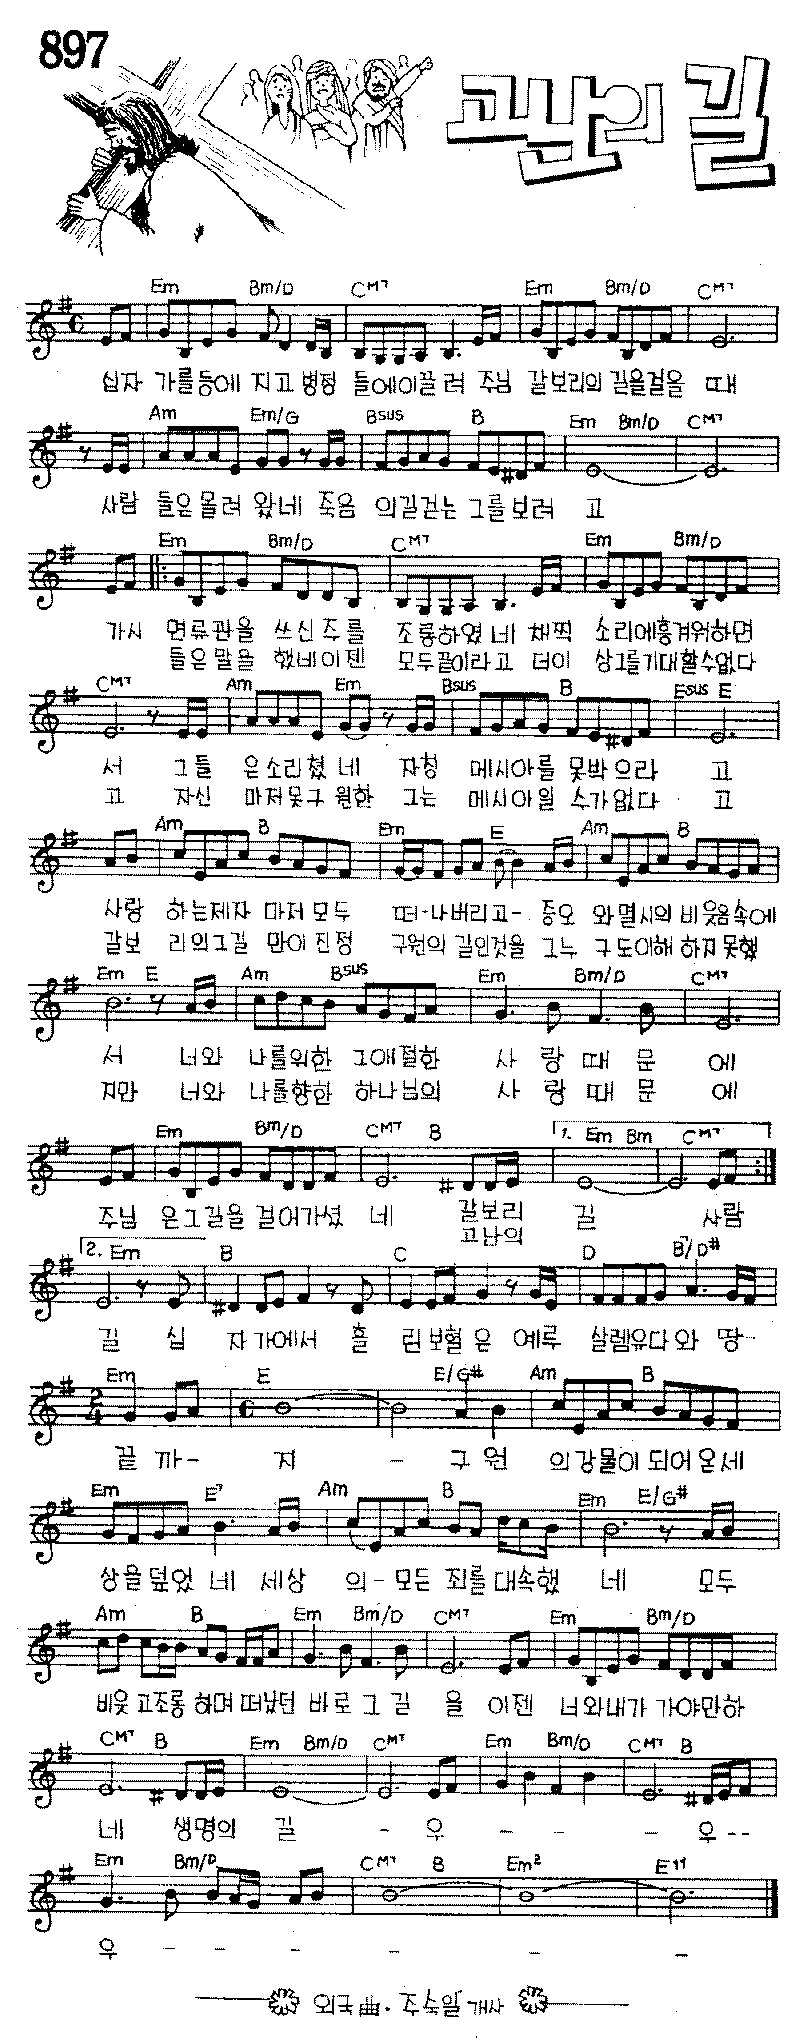 897
고난의 길
Em Bm/D CM7 Em Bm/D CM7
십자 가를등에 지고 병정 들에이끌 려 주님 갈보리의 길을걸을 때
Am Em/G Bsus B Em Bm/D CM7
사람 들은몰려 왔네 죽음 의길걷는 그를보려 고
Em Bm/D CM7 Em Bm/D
가시 면류관을 쓰신주를 조롱하였 네 채찍 소리에흥겨워하면
들은말을 했네이젠 모두끝이라고 더이 상그를기대할수없다
CM7 Am Em Bsus B Esus E
서 그들 은소리쳤 네 자칭 메시아를 못박으라 고
고 자신 마저못구 원한 그는 메시아일 수가없다 고
Am B Em E Am B
사랑 하는제자 마저 모두 떠--나버리고- 증오 와멸시의 비웃음속에
갈보 리의그길 만이 진정 구원의 길인것을 그누 구도이해 하지못했
Em E Am Bsus Em Bm/D CM7
서 너와 나를위한 그애절한 사 랑 때 문 에
지만 너와 나를향한 하나님의 사 랑 때 문 에
Em Bm/D CM7 B 1. Em Bm CM7
주님 은그길을 걸어가셨 네 갈보리 길 사람
고난의
2. Em B C D B7/D#
길 십 자가에서 흘 린보혈은 예루 살렘유다와 땅-
Em E E/G# Am B
끝 까- 지 - 구 원 의강물이 되어온세
Em E7 Am B Em E/G#
상을덮었 네 세상 의-모든 죄를대속했 네 모두
Am B Em Bm/D CM7 Em Bm/D
비웃 고조롱 하며 떠났던 바로그 길 을 이젠 너와내가 가야만하
CM7 B Em Bm/D CM7 Em Bm/D CM7 B
네 생명의 길 - 우 - - - 우--
Em Bm/D CM7 B Em2 E11
우 - - - - - -
외국 曲 · 조숙일 개사